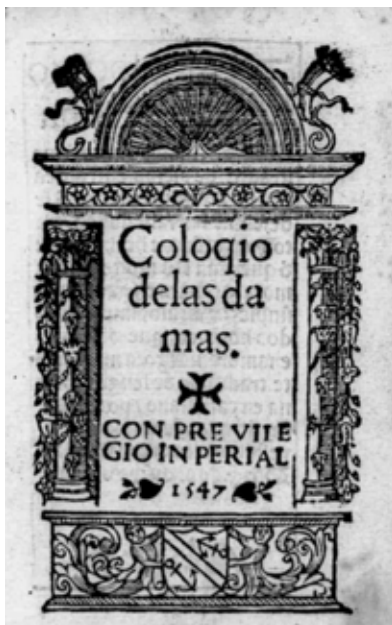 Coloqio
delas da
mas.
CON PRE VIIE
GIO IN PERIAL
1547